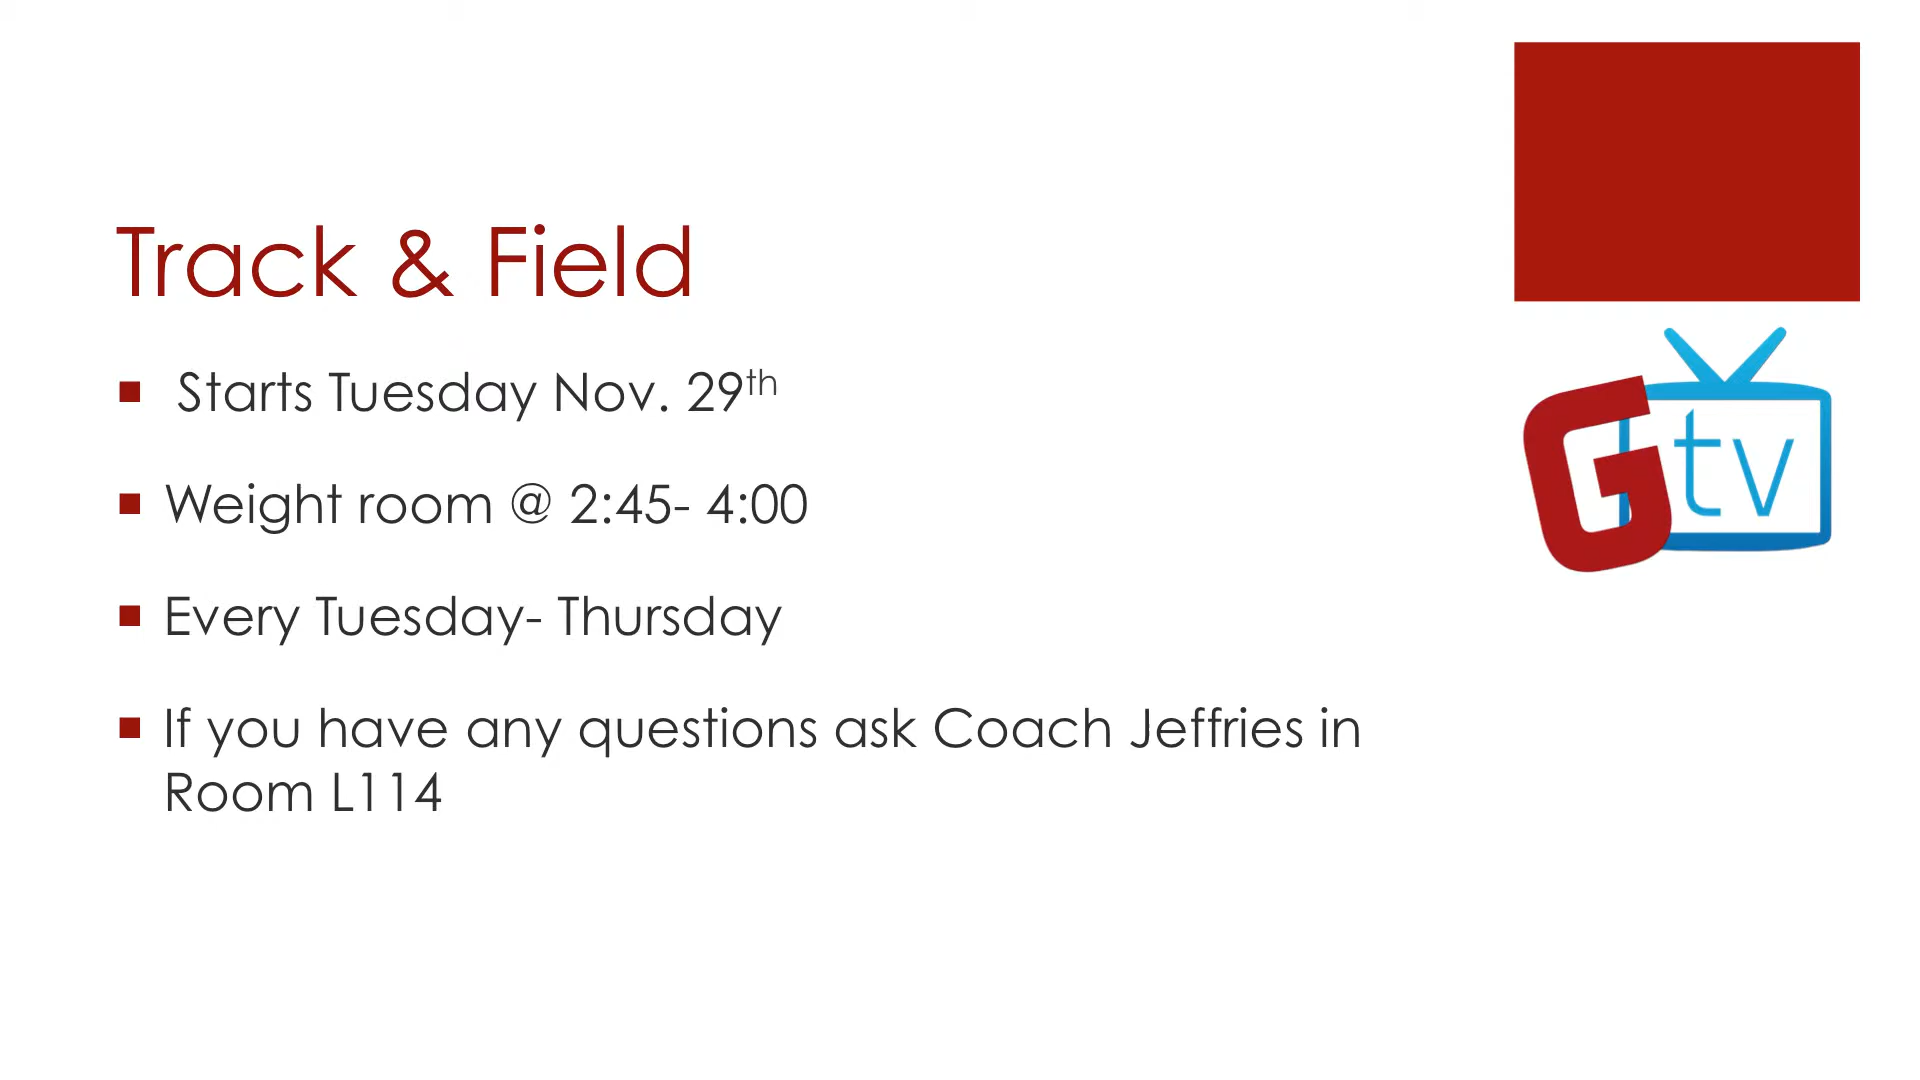 Track & Field
Starts Tuesday Nov. 29th
Weight room @ 2:45- 4:00
Every Tuesday- Thursday
If you have any questions ask Coach Jeffries in
Room L114
Gtv